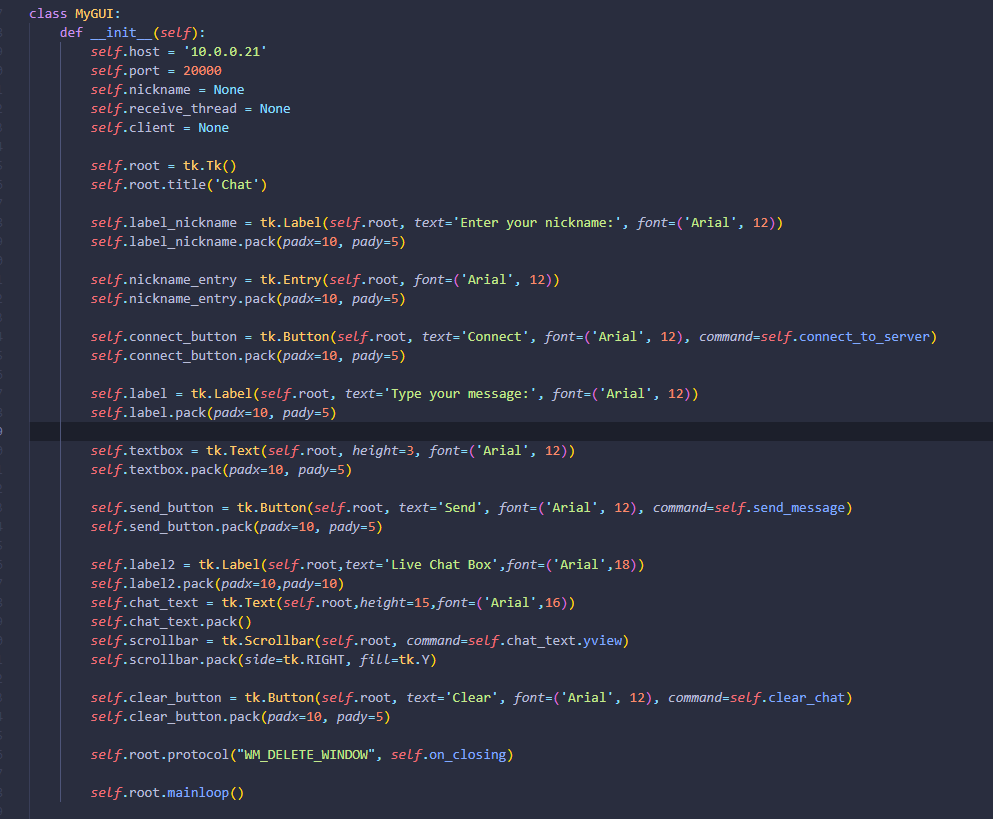 class MyGUI:
    def __init__(self):
        self.host = '10.0.0.21'
        self.port = 20000
        self.nickname = None
        self.receive_thread = None
        self.client = None

        self.root = tk.Tk()
        self.root.title('Chat')

        self.label_nickname = tk.Label(self.root, text='Enter your nickname:', font=('Arial', 12))
        self.label_nickname.pack(padx=10, pady=5)

        self.nickname_entry = tk.Entry(self.root, font=('Arial', 12))
        self.nickname_entry.pack(padx=10, pady=5)

        self.connect_button = tk.Button(self.root, text='Connect', font=('Arial', 12), command=self.connect_to_server)
        self.connect_button.pack(padx=10, pady=5)

        self.label = tk.Label(self.root, text='Type your message:', font=('Arial', 12))
        self.label.pack(padx=10, pady=5)

        self.textbox = tk.Text(self.root, height=3, font=('Arial', 12))
        self.textbox.pack(padx=10, pady=5)

        self.send_button = tk.Button(self.root, text='Send', font=('Arial', 12), command=self.send_message)
        self.send_button.pack(padx=10, pady=5)

        self.label2 = tk.Label(self.root,text='Live Chat Box',font=('Arial',18))
        self.label2.pack(padx=10,pady=10)
        self.chat_text = tk.Text(self.root,height=15,font=('Arial',16))
        self.chat_text.pack()
        self.scrollbar = tk.Scrollbar(self.root, command=self.chat_text.yview)
        self.scrollbar.pack(side=tk.RIGHT, fill=tk.Y)

        self.clear_button = tk.Button(self.root, text='Clear', font=('Arial', 12), command=self.clear_chat)
        self.clear_button.pack(padx=10, pady=5)

        self.root.protocol("WM_DELETE_WINDOW", self.on_closing)

        self.root.mainloop()